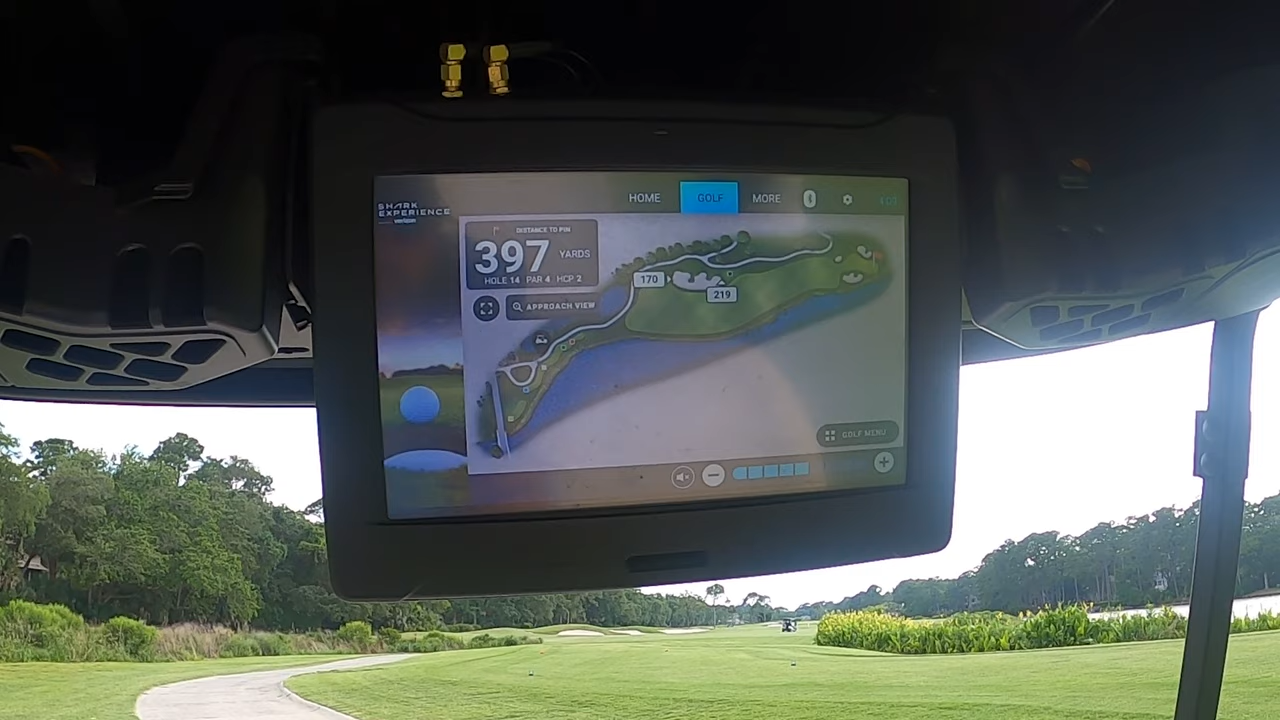 HOME GOLF MORE
SHARK
EXPERIENCE
verizon
DISTANCE TO PIN
397 YARDS
HOLE 14 PAR 4 HCP 2
APPROACH VIEW
170
219
GOLF MENU